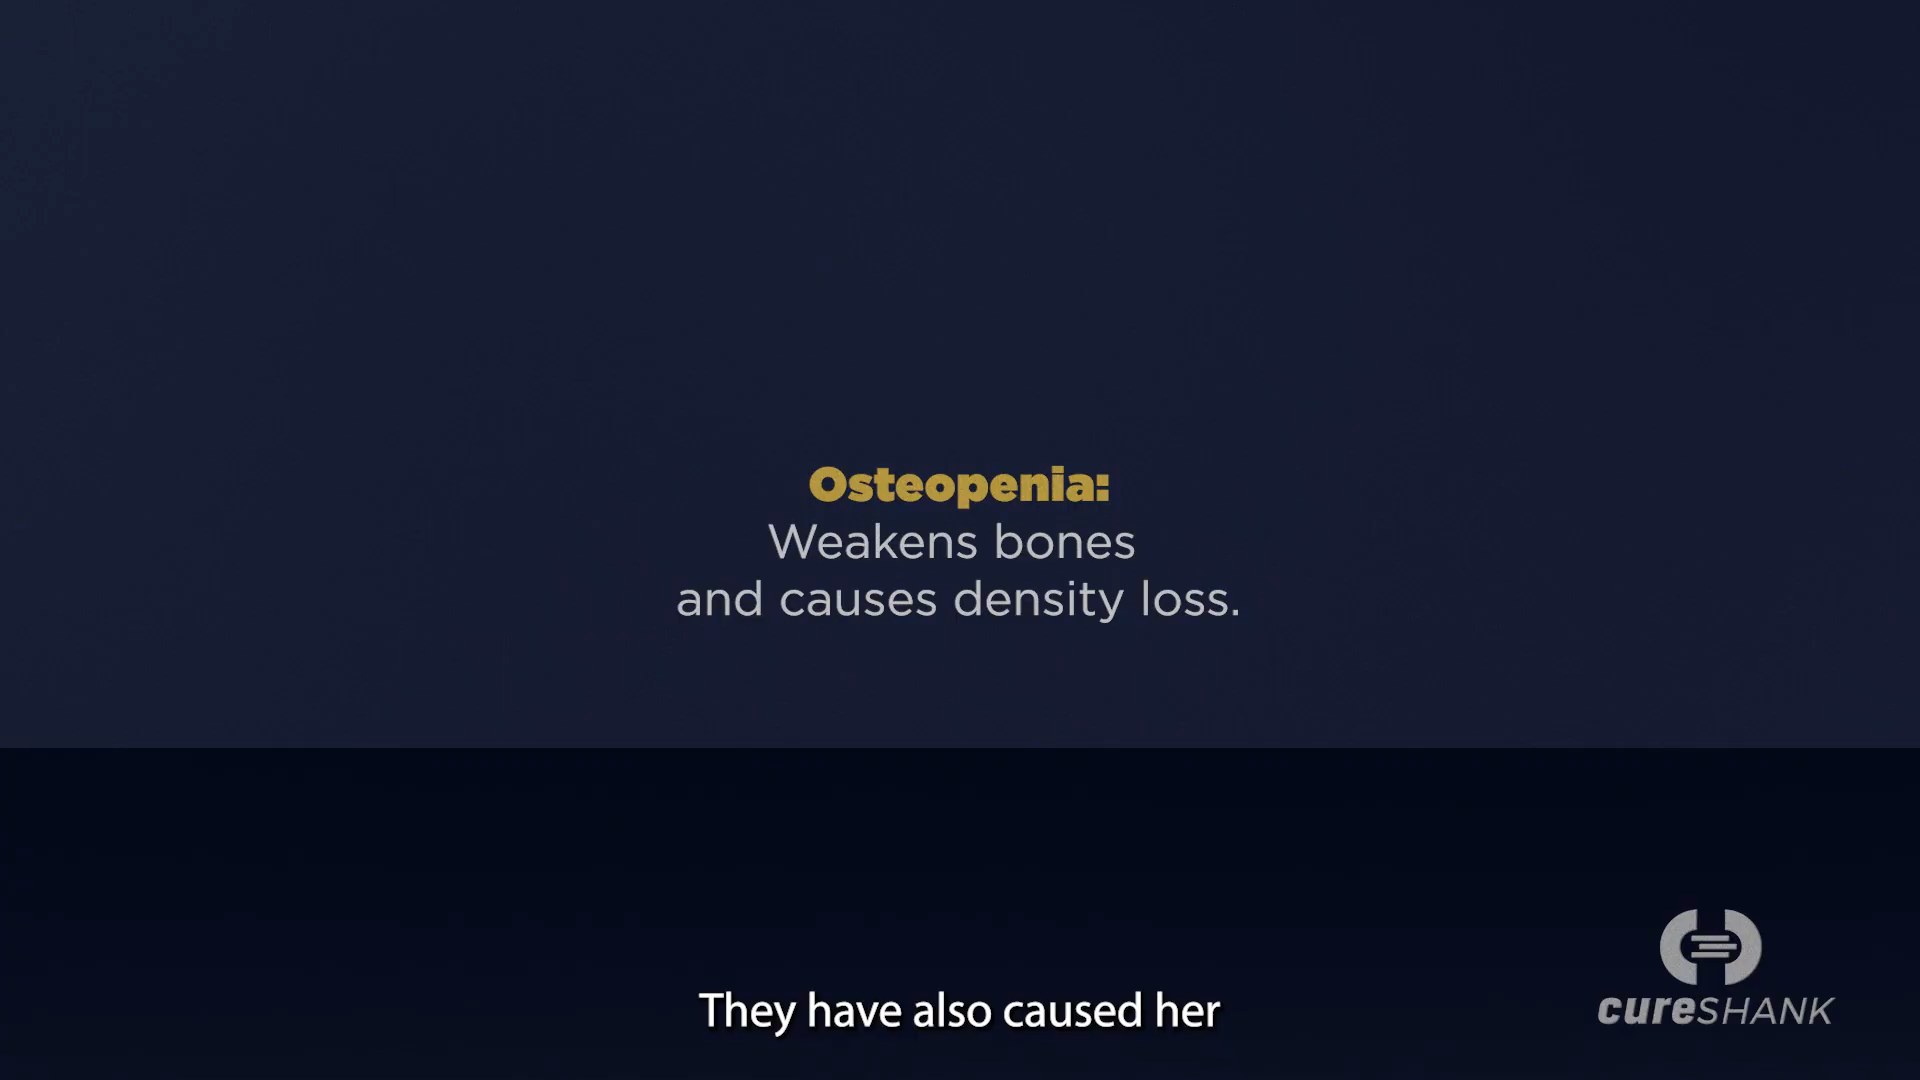 Osteopenia:
Weakens bones
and causes density loss.
They have also caused her
cureSHANK